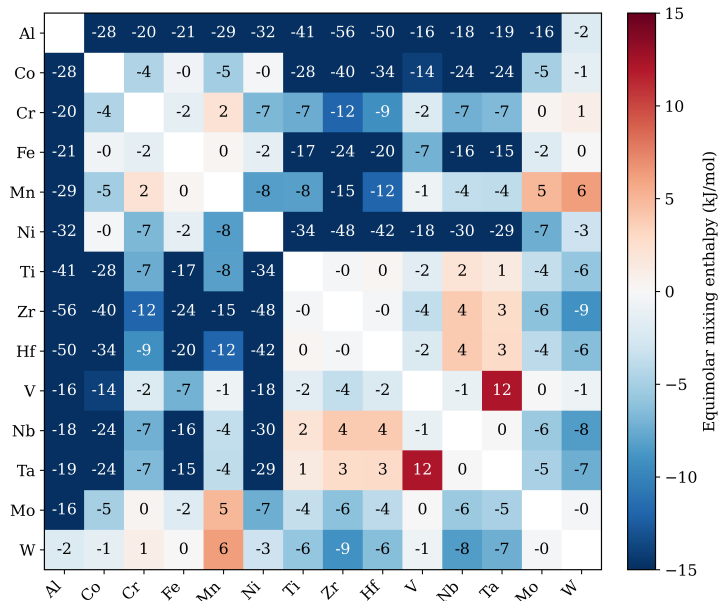 Al -28 -20 -21 -29 -32 -41 -56 -50 -16 -18 -19 -16 -2
Co -28 -4 -0 -5 -0 -28 -40 -34 -14 -24 -24 -5 -1
Cr -20 -4 -2 2 -7 -7 -12 -9 -2 -7 -7 0 1
Fe -21 -0 -2 0 -2 -17 -24 -20 -7 -16 -15 -2 0
Mn -29 -5 2 0 -8 -8 -15 -12 -1 -4 -4 5 6
Ni -32 -0 -7 -2 -8 -34 -48 -42 -18 -30 -29 -7 -3
Ti -41 -28 -7 -17 -8 -34 -0 0 -2 2 1 -4 -6
Zr -56 -40 -12 -24 -15 -48 -0 -0 -4 4 3 -6 -9
Hf -50 -34 -9 -20 -12 -42 0 -0 -2 4 3 -4 -6
V -16 -14 -2 -7 -1 -18 -2 -4 -2 -1 12 0 -1
Nb -18 -24 -7 -16 -4 -30 2 4 4 -1 0 -6 -8
Ta -19 -24 -7 -15 -4 -29 1 3 3 12 0 -5 -7
Mo -16 -5 0 -2 5 -7 -4 -6 -4 0 -6 -5 -0
W -2 -1 1 0 6 -3 -6 -9 -6 -1 -8 -7 -0
Al Co Cr Fe Mn Ni Ti Zr Hf V Nb Ta Mo W
15
10
5
0
−5
−10
−15
Equimolar mixing enthalpy (kJ/mol)